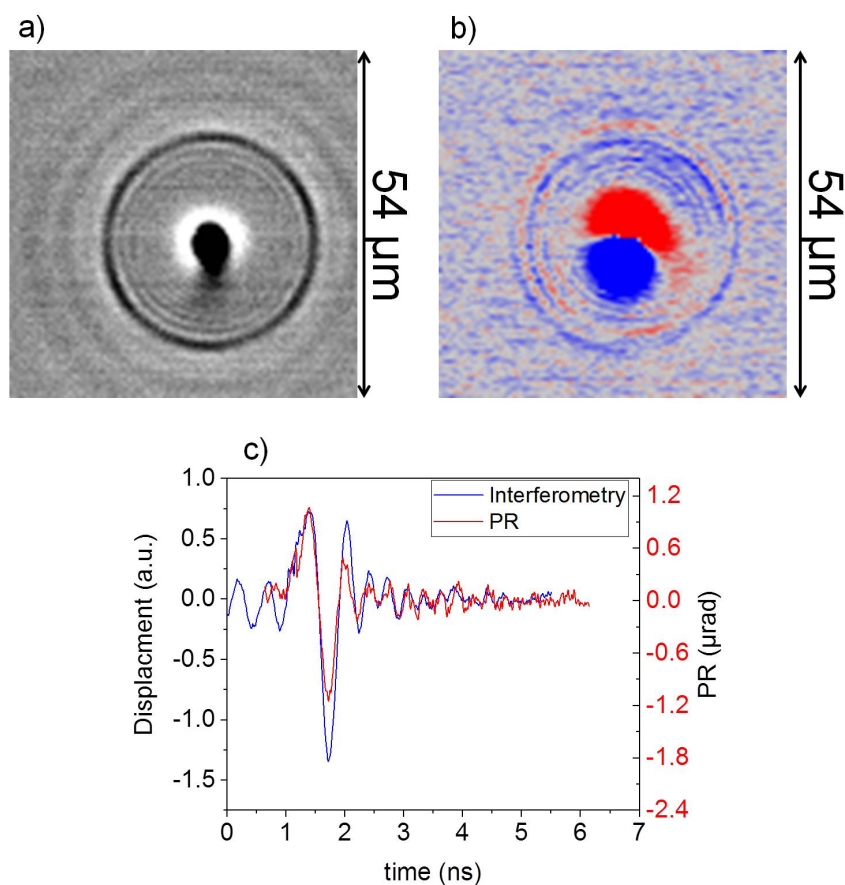 a)
54 µm
b)
54 µm
c)
Interferometry
PR
1.0
0.5
0.0
-0.5
-1.0
-1.5
Displacment (a.u.)
1.2
0.6
0.0
-0.6
-1.2
-1.8
-2.4
PR (µrad)
0 1 2 3 4 5 6 7
time (ns)